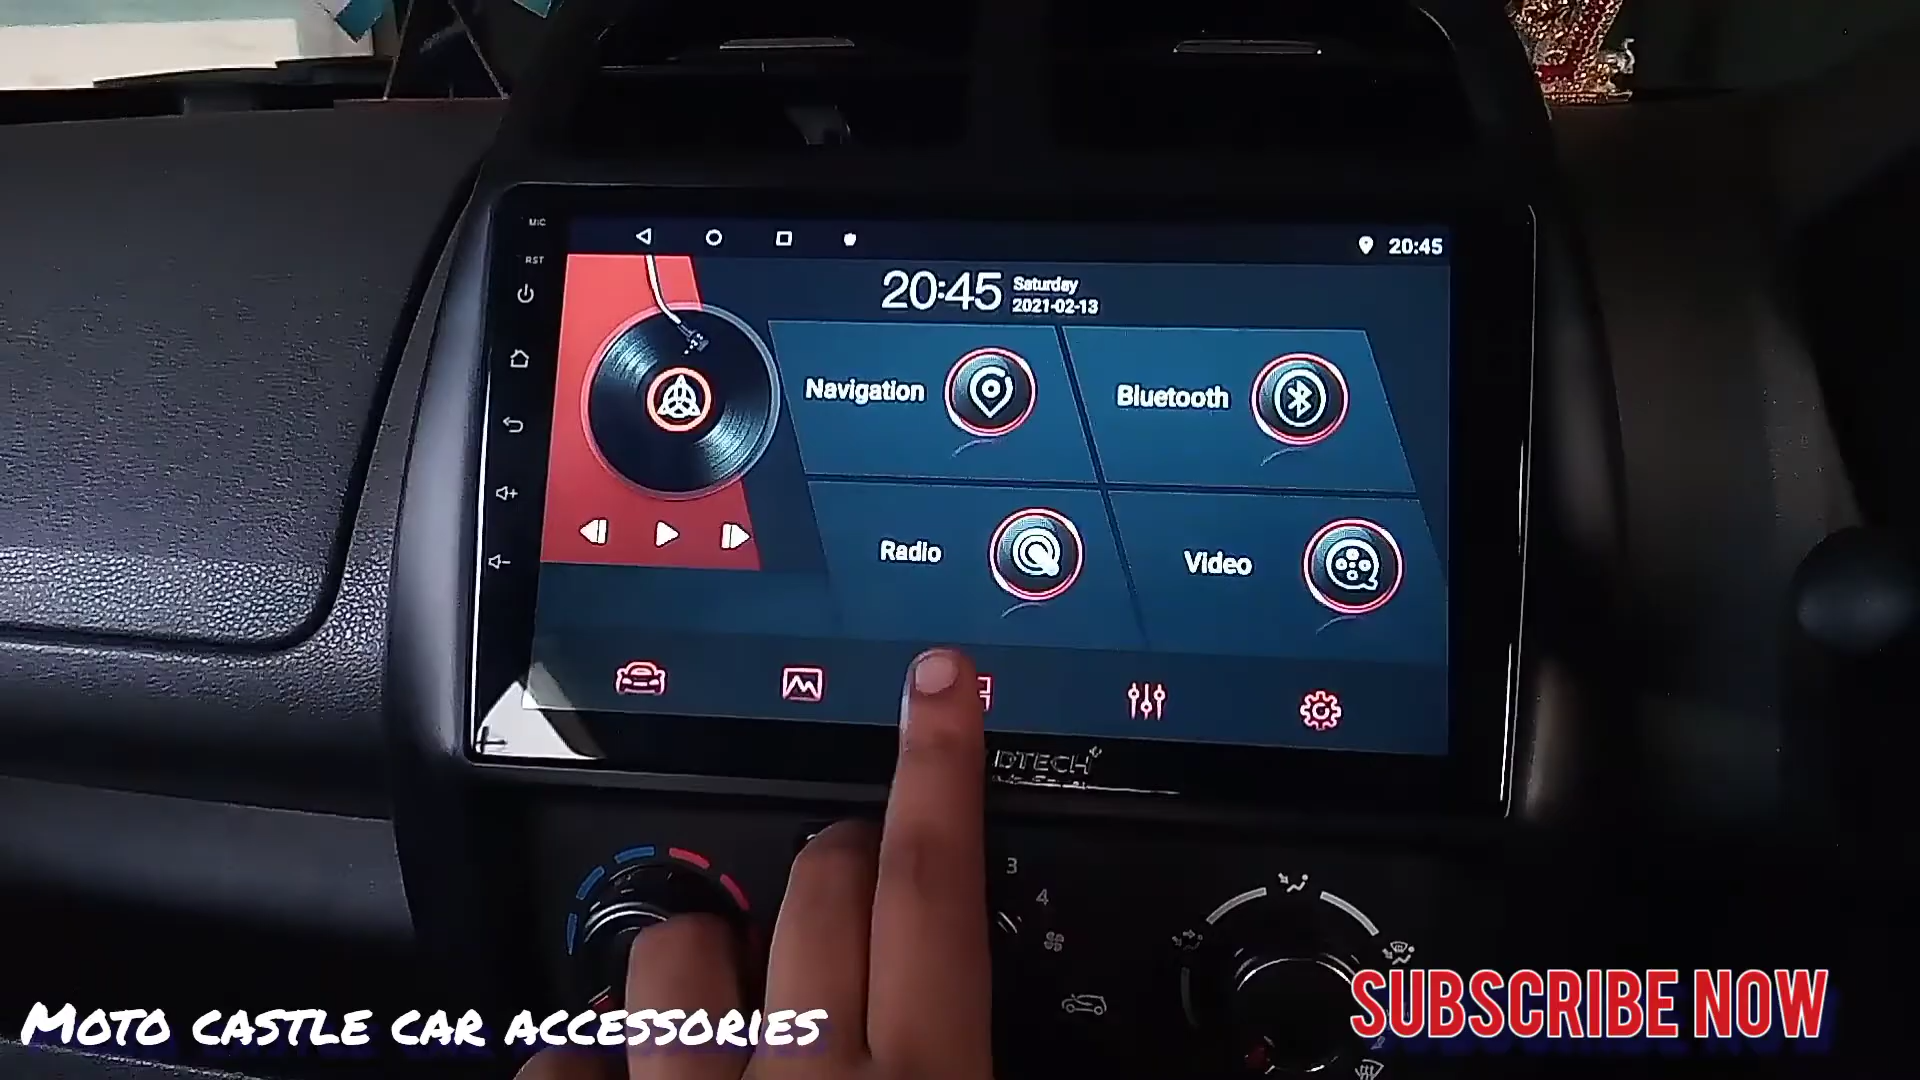 MIC
20:45
RST
20:45
Saturday
2021-02-13
Navigation
Bluetooth
Radio
Video
DTECH
3
4
SUBSCRIBE NOW
MOTO CASTLE CAR ACCESSORIES